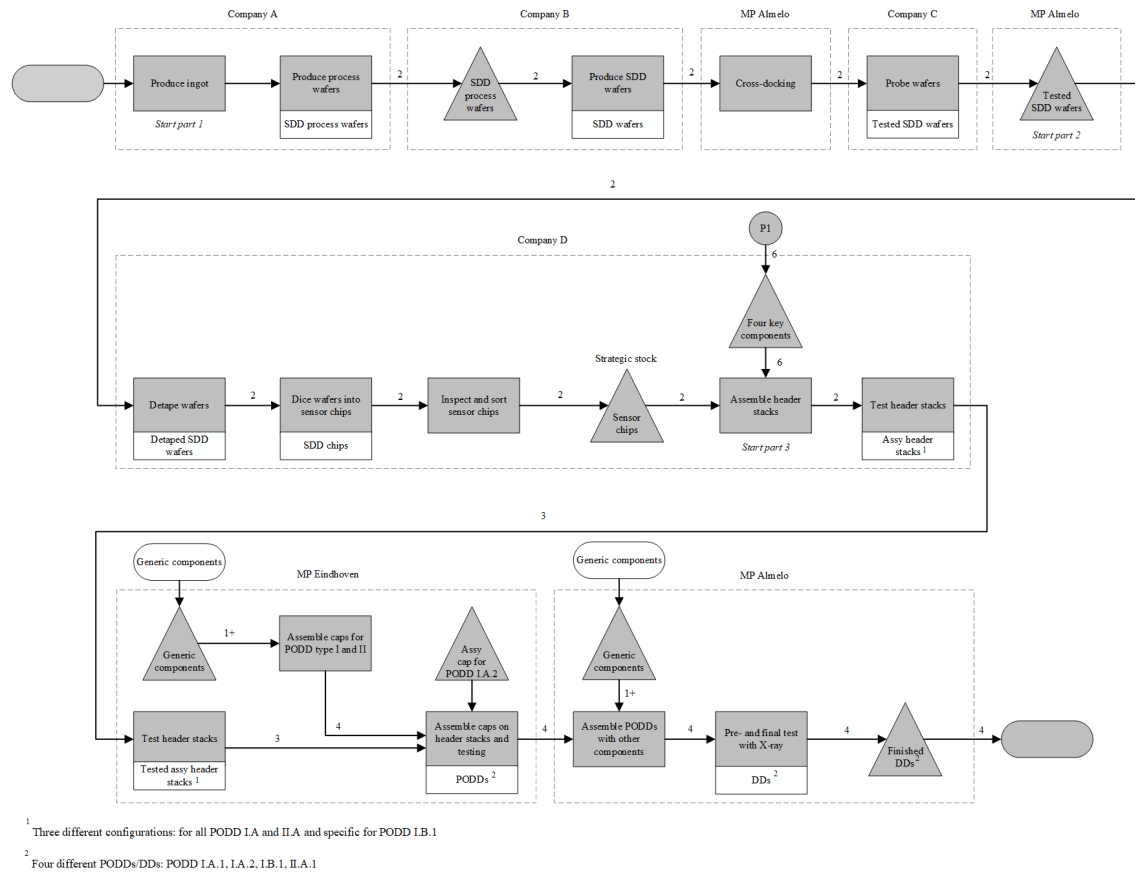 Company A
Company B
MP Almelo
Company C
MP Almelo
Produce ingot
Start part 1
Produce process
wafers
SDD process wafers
2
SDD
process
wafers
2
Produce SDD
wafers
SDD wafers
2
Cross-docking
2
Probe wafers
Tested SDD wafers
2
Tested
SDD wafers
Start part 2
2
Company D
P1
6
Four key
components
6
Detape wafers
Detaped SDD
wafers
2
Dice wafers into
sensor chips
SDD chips
2
Inspect and sort
sensor chips
2
Strategic stock
Sensor
chips
2
Assemble header
stacks
Start part 3
2
Test header stacks
Assy header
stacks 1
3
Generic components
MP Eindhoven
Generic
components
1+
Assemble caps for
PODD type I and II
Assy
cap for
PODD I.A.2
Test header stacks
Tested assy header
stacks 1
3
4
Assemble caps on
header stacks and
testing
PODDs 2
4
Generic components
MP Almelo
Generic
components
1+
Assemble PODDs
with other
components
4
Pre- and final test
with X-ray
DDs 2
4
Finished
DDs 2
4
1 Three different configurations: for all PODD I.A and II.A and specific for PODD I.B.1
2 Four different PODDs/DDs: PODD I.A.1, I.A.2, I.B.1, II.A.1